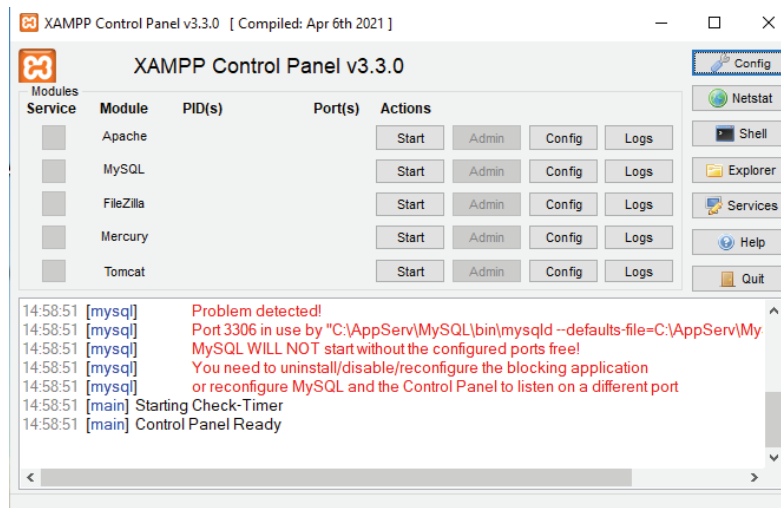 XAMPP Control Panel v3.3.0 [ Compiled: Apr 6th 2021 ]
XAMPP Control Panel v3.3.0
Config
Modules
Service Module PID(s) Port(s) Actions
Netstat
Apache Start Admin Config Logs
Shell
MySQL Start Admin Config Logs
Explorer
FileZilla Start Admin Config Logs
Services
Mercury Start Admin Config Logs
Help
Tomcat Start Admin Config Logs
Quit
14:58:51 [mysql] Problem detected!
14:58:51 [mysql] Port 3306 in use by "C:\AppServ\MySQL\bin\mysqld --defaults-file=C:\AppServ\My
14:58:51 [mysql] MySQL WILL NOT start without the configured ports free!
14:58:51 [mysql] You need to uninstall/disable/reconfigure the blocking application
14:58:51 [mysql] or reconfigure MySQL and the Control Panel to listen on a different port
14:58:51 [main] Starting Check-Timer
14:58:51 [main] Control Panel Ready